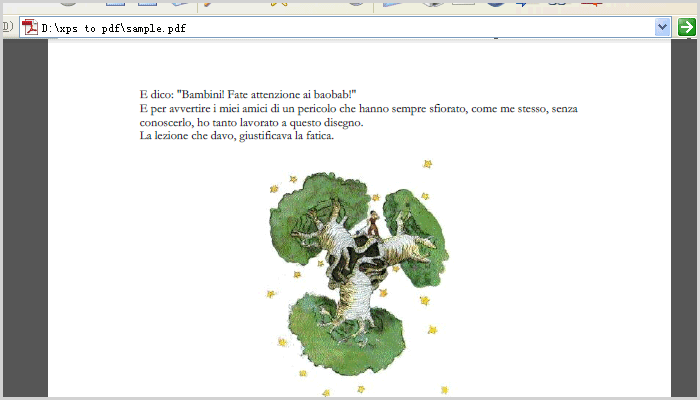 D:\xps to pdf\sample.pdf
E dico: "Bambini! Fate attenzione ai baobab!"
E per avvertire i miei amici di un pericolo che hanno sempre sfiorato, come me stesso, senza
conoscerlo, ho tanto lavorato a questo disegno.
La lezione che davo, giustificava la fatica.